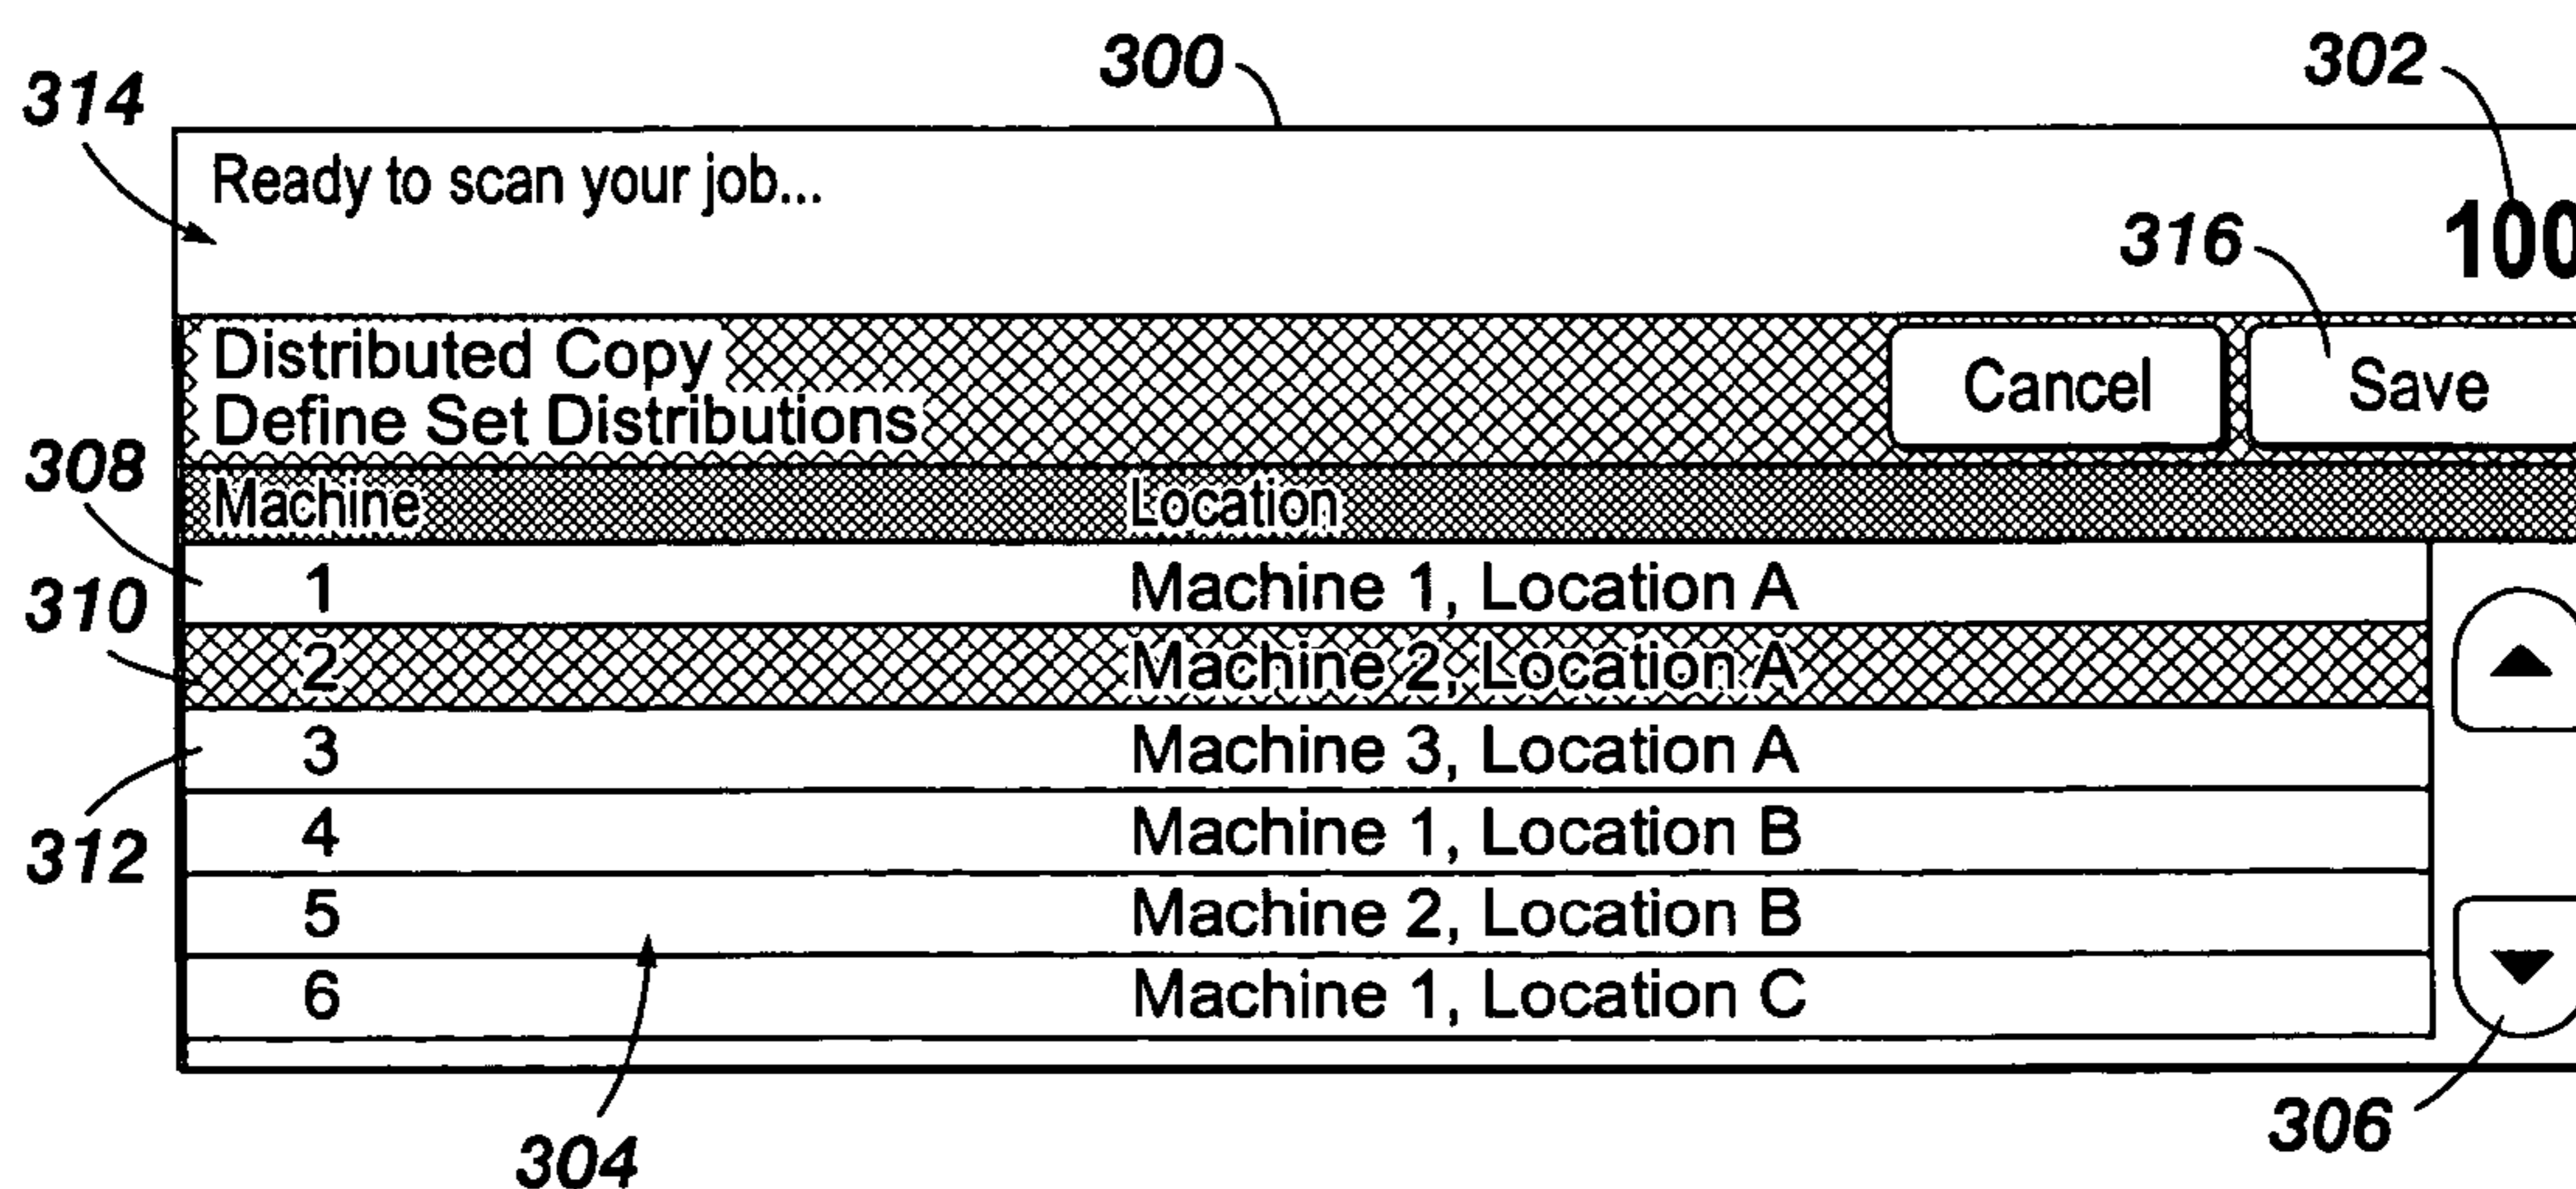 300
302
314
Ready to scan your job...
316
100
Distributed Copy
Cancel
Save
Define Set Distributions
308
Machine Location
1 Machine 1, Location A
310
2 Machine 2, Location A
3 Machine 3, Location A
312
4 Machine 1, Location B
5 Machine 2, Location B
6 Machine 1, Location C
304
306